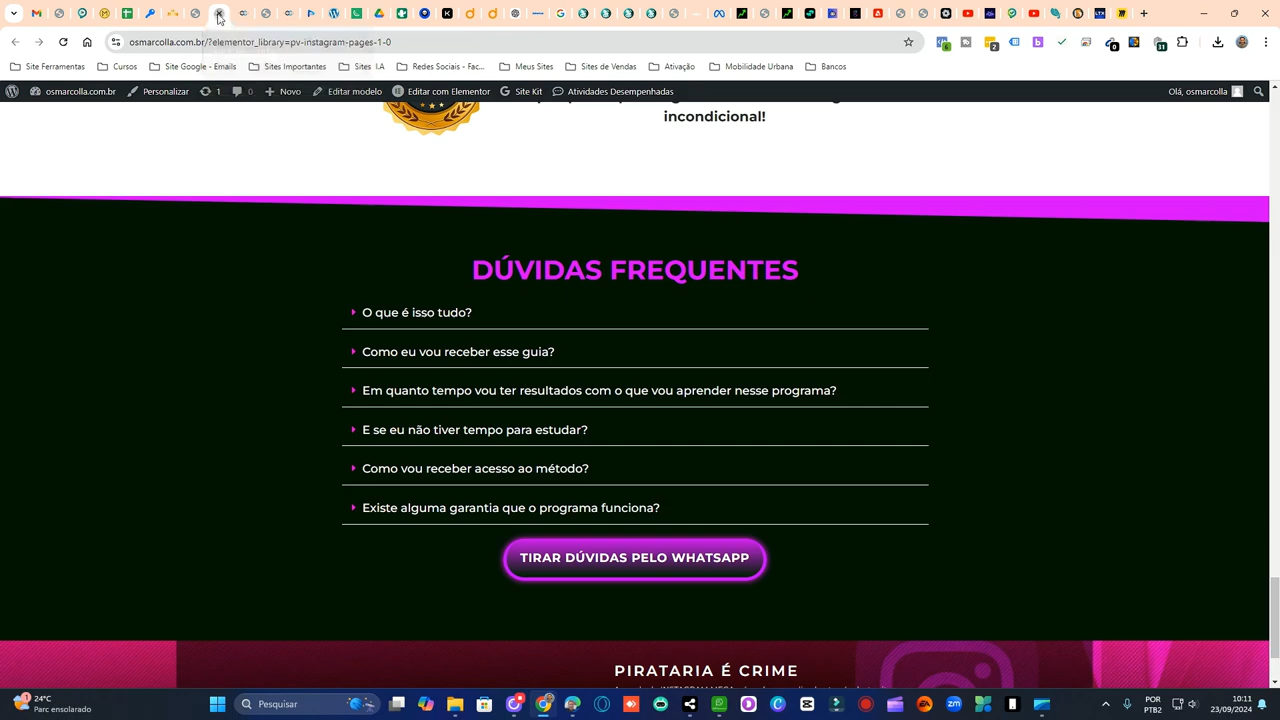 osmarcolla.com.br/?elementor_library=pv-instagram-pages-1-0
Site Ferramentas
Cursos
Site Google - Emails
Sites Importantes
Sites I.A
Redes Sociais - Fac...
Meus Sites
Sites de Vendas
Ativação
Mobilidade Urbana
Bancos
osmarcolla.com.br
Personalizar
1
0
Novo
Editar modelo
Editar com Elementor
Site Kit
Atividades Desempenhadas
Olá, osmarcolla
incondicional!
DÚVIDAS FREQUENTES
O que é isso tudo?
Como eu vou receber esse guia?
Em quanto tempo vou ter resultados com o que vou aprender nesse programa?
E se eu não tiver tempo para estudar?
Como vou receber acesso ao método?
Existe alguma garantia que o programa funciona?
TIRAR DÚVIDAS PELO WHATSAPP
PIRATARIA É CRIME
24°C
Parc ensolarado
Pesquisar
POR
PTB2
10:11
23/09/2024